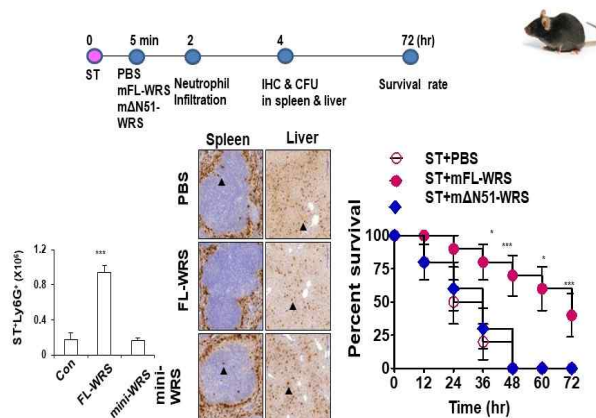 0 5 min 2 4 72 (hr)
ST
PBS
mFL-WRS
mΔN51-
WRS
Neutrophil
Infiltration
IHC & CFU
in spleen & liver
Survival rate
Spleen Liver
PBS
FL-WRS
mini-WRS
ST⁺Ly6G⁺ (X10⁶)
1.2
0.8
0.4
0
***
Con
FL-WRS
mini-WRS
ST+PBS
ST+mFL-WRS
ST+mΔN51-WRS
Percent survival
100
75
50
25
0
* *** * ***
0 12 24 36 48 60 72
Time (hr)